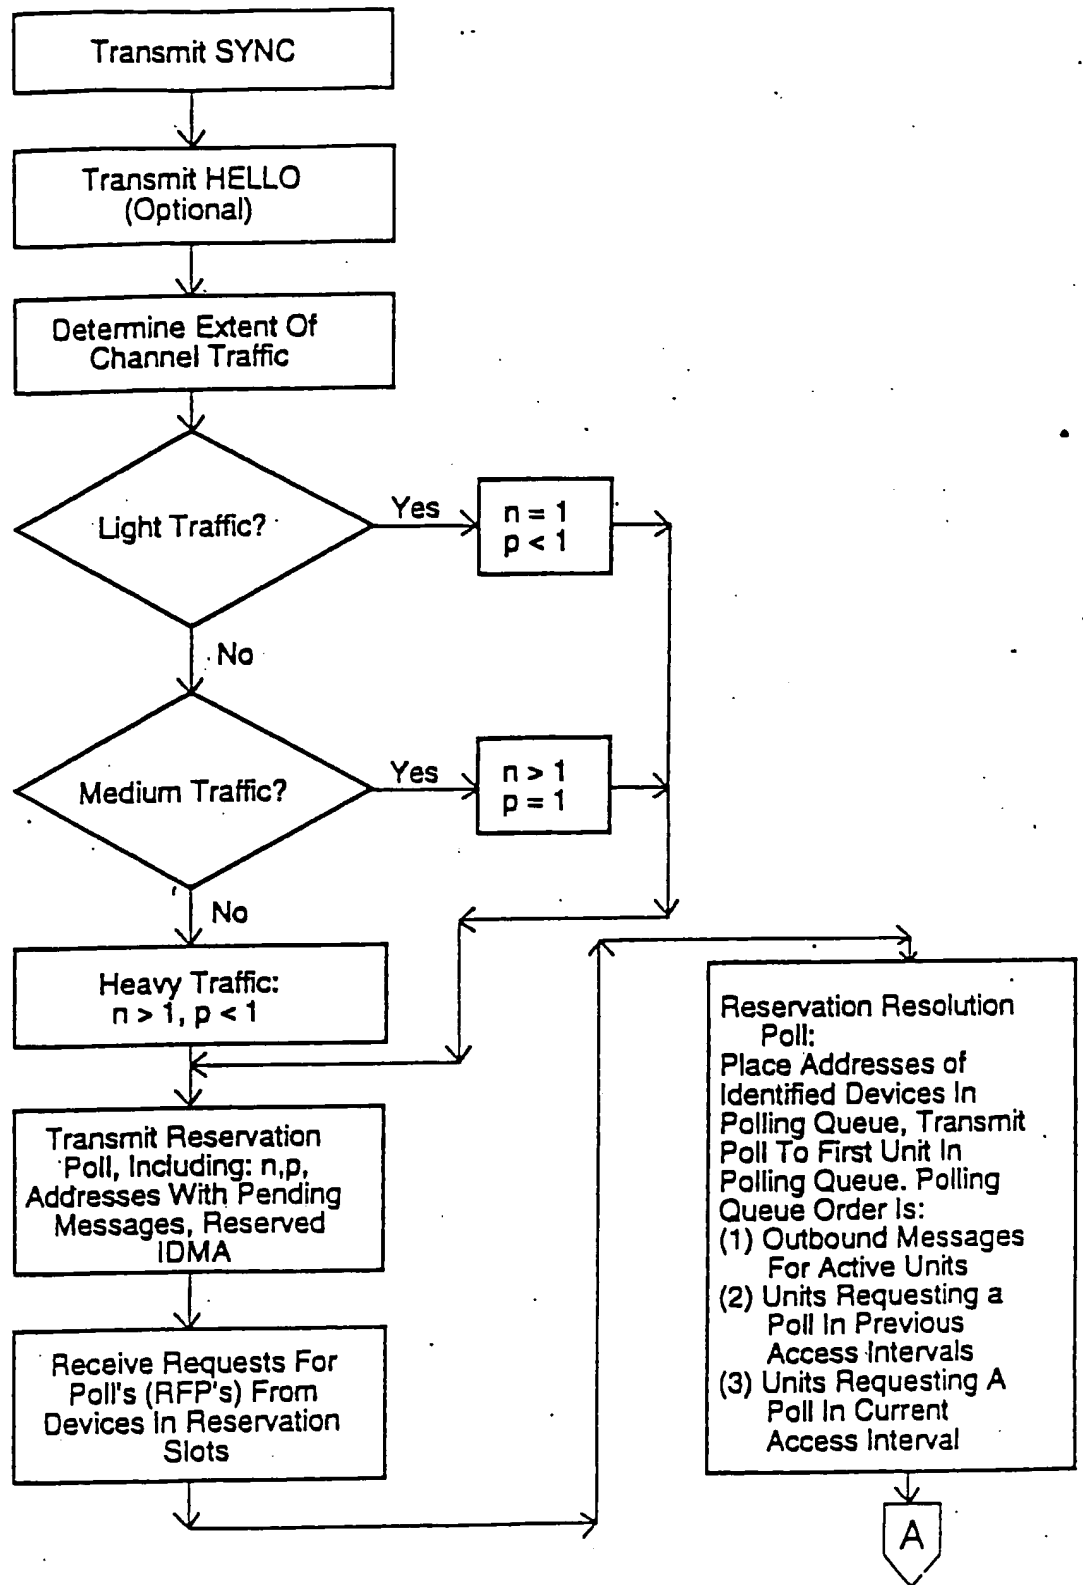 Transmit SYNC
Transmit HELLO
(Optional)
Determine Extent Of
Channel Traffic
Light Traffic?
Yes
n = 1
p < 1
No
Medium Traffic?
Yes
n > 1
p = 1
No
Heavy Traffic:
n > 1, p < 1
Transmit Reservation
Poll, Including: n,p,
Addresses With Pending
Messages, Reserved
IDMA
Receive Requests For
Poll's (RFP's) From
Devices In Reservation
Slots
Reservation Resolution
Poll:
Place Addresses of
Identified Devices In
Polling Queue, Transmit
Poll To First Unit In
Polling Queue. Polling
Queue Order Is:
(1) Outbound Messages
For Active Units
(2) Units Requesting a
Poll In Previous
Access Intervals
(3) Units Requesting A
Poll In Current
Access Interval
A